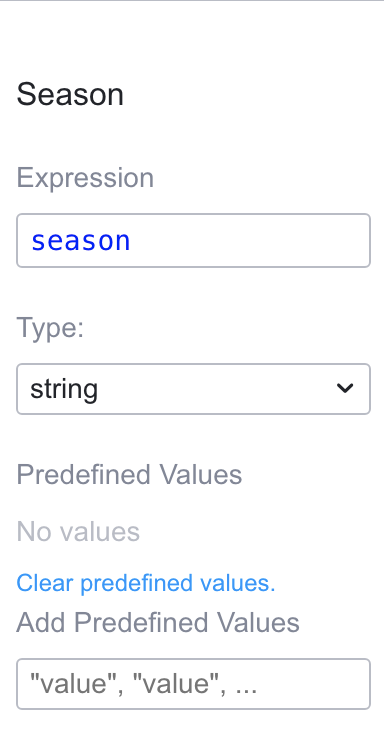 Season
Expression
season
Type:
string
Predefined Values
No values
Clear predefined values.
Add Predefined Values
"value", "value", ...